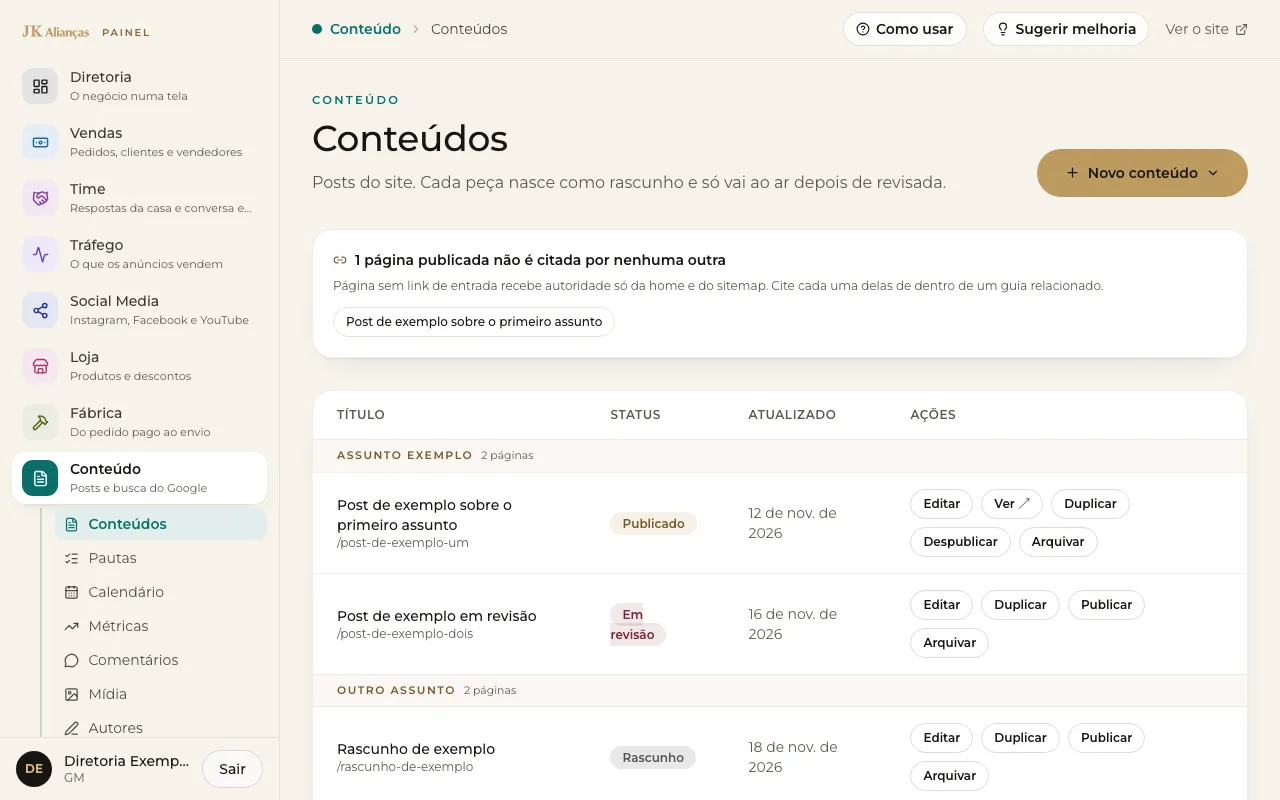 JK Alianças PAINEL
Diretoria
O negócio numa tela
Vendas
Pedidos, clientes e vendedores
Time
Respostas da casa e conversa e...
Tráfego
O que os anúncios vendem
Social Media
Instagram, Facebook e YouTube
Loja
Produtos e descontos
Fábrica
Do pedido pago ao envio
Conteúdo
Posts e busca do Google
Conteúdos
Pautas
Calendário
Métricas
Comentários
Mídia
Autores
DE
Diretoria Exemp...
GM
Sair
Conteúdo > Conteúdos
Como usar
Sugerir melhoria
Ver o site
CONTEÚDO
Conteúdos
Posts do site. Cada peça nasce como rascunho e só vai ao ar depois de revisada.
+ Novo conteúdo
1 página publicada não é citada por nenhuma outra
Página sem link de entrada recebe autoridade só da home e do sitemap. Cite cada uma delas de dentro de um guia relacionado.
Post de exemplo sobre o primeiro assunto
TÍTULO STATUS ATUALIZADO AÇÕES
ASSUNTO EXEMPLO 2 páginas
Post de exemplo sobre o
primeiro assunto
/post-de-exemplo-um
Publicado
12 de nov. de
2026
Editar Ver ↗ Duplicar
Despublicar Arquivar
Post de exemplo em revisão
/post-de-exemplo-dois
Em
revisão
16 de nov. de
2026
Editar Duplicar Publicar
Arquivar
OUTRO ASSUNTO 2 páginas
Rascunho de exemplo
/rascunho-de-exemplo
Rascunho
18 de nov. de
2026
Editar Duplicar Publicar
Arquivar